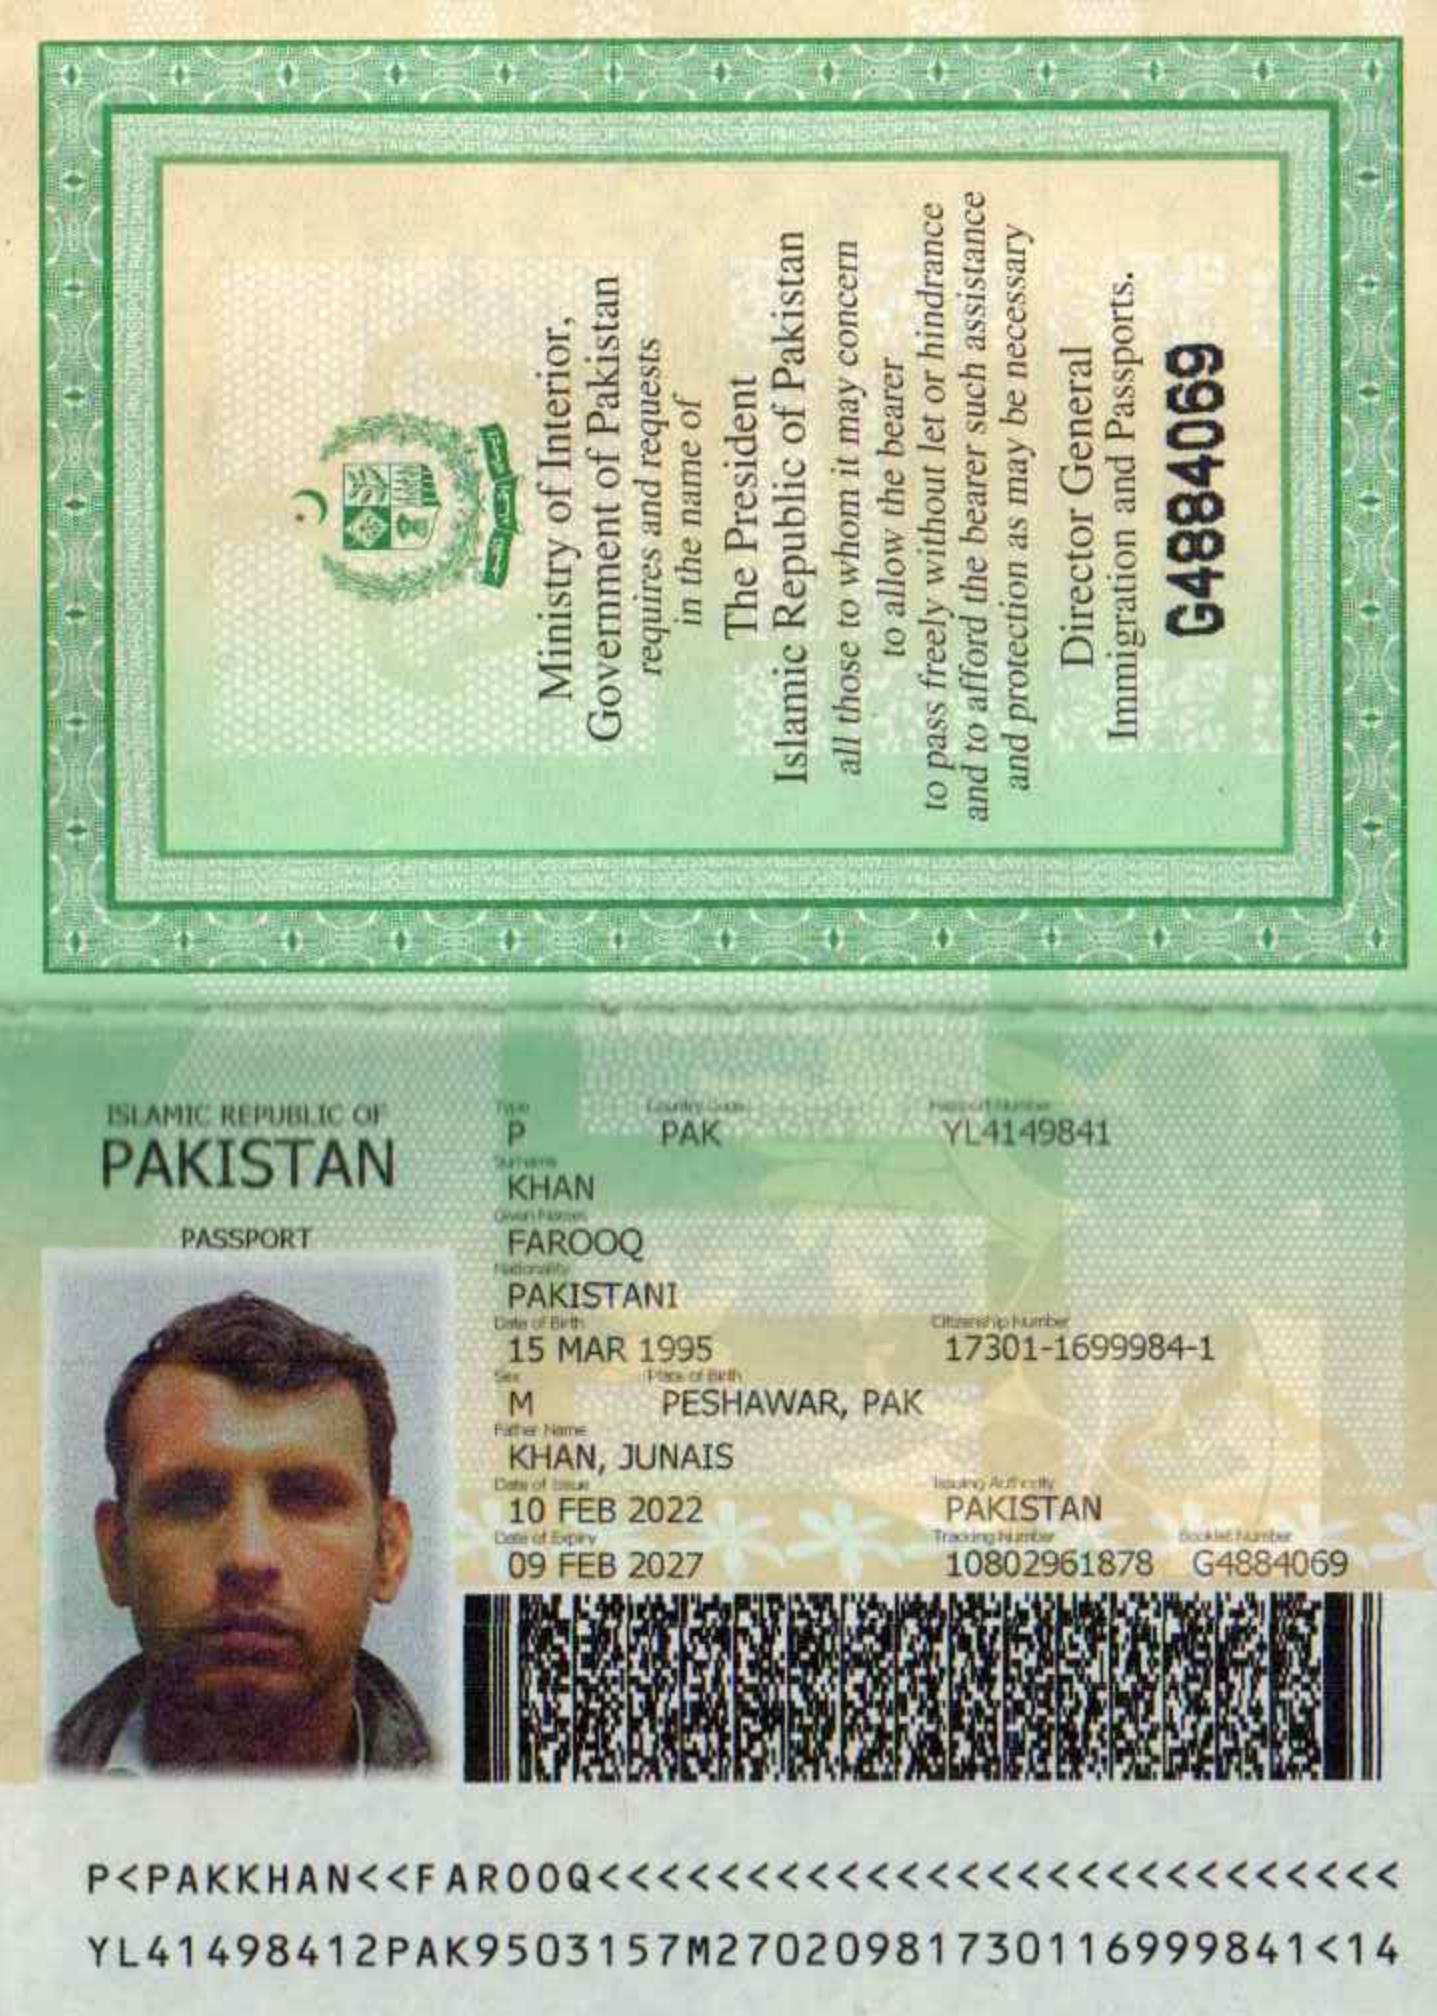 Ministry of Interior,
Government of Pakistan
requires and requests
in the name of
The President
Islamic Republic of Pakistan
all those to whom it may concern
to allow the bearer
to pass freely without let or hindrance
and to afford the bearer such assistance
and protection as may be necessary
Director General
Immigration and Passports.
G4884069
ISLAMIC REPUBLIC OF
PAKISTAN
PASSPORT
Type Country Code Passport Number
P PAK YL4149841
Surname
KHAN
Given Names
FAROOQ
Nationality
PAKISTANI
Date of Birth Citizenship Number
15 MAR 1995 17301-1699984-1
Sex Place of Birth
M PESHAWAR, PAK
Father Name
KHAN, JUNAIS
Date of Issue Issuing Authority
10 FEB 2022 PAKISTAN
Date of Expiry Tracking Number Booklet Number
09 FEB 2027 10802961878 G4884069
P<PAKKHAN<<FAROOQ<<<<<<<<<<<<<<<<<<<<<<<<<<<
YL41498412PAK9503157M27020981730116999841<14